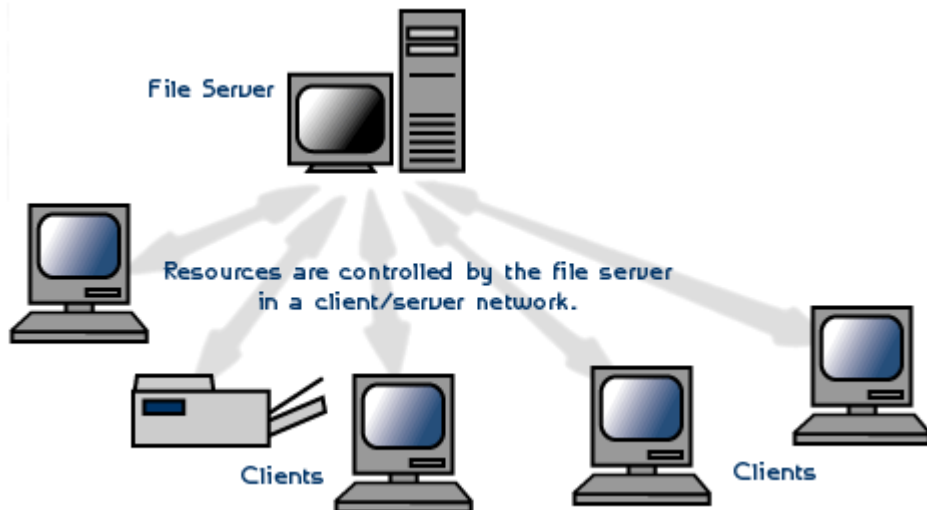 File Server
Resources are controlled by the file server
in a client/server network.
Clients
Clients